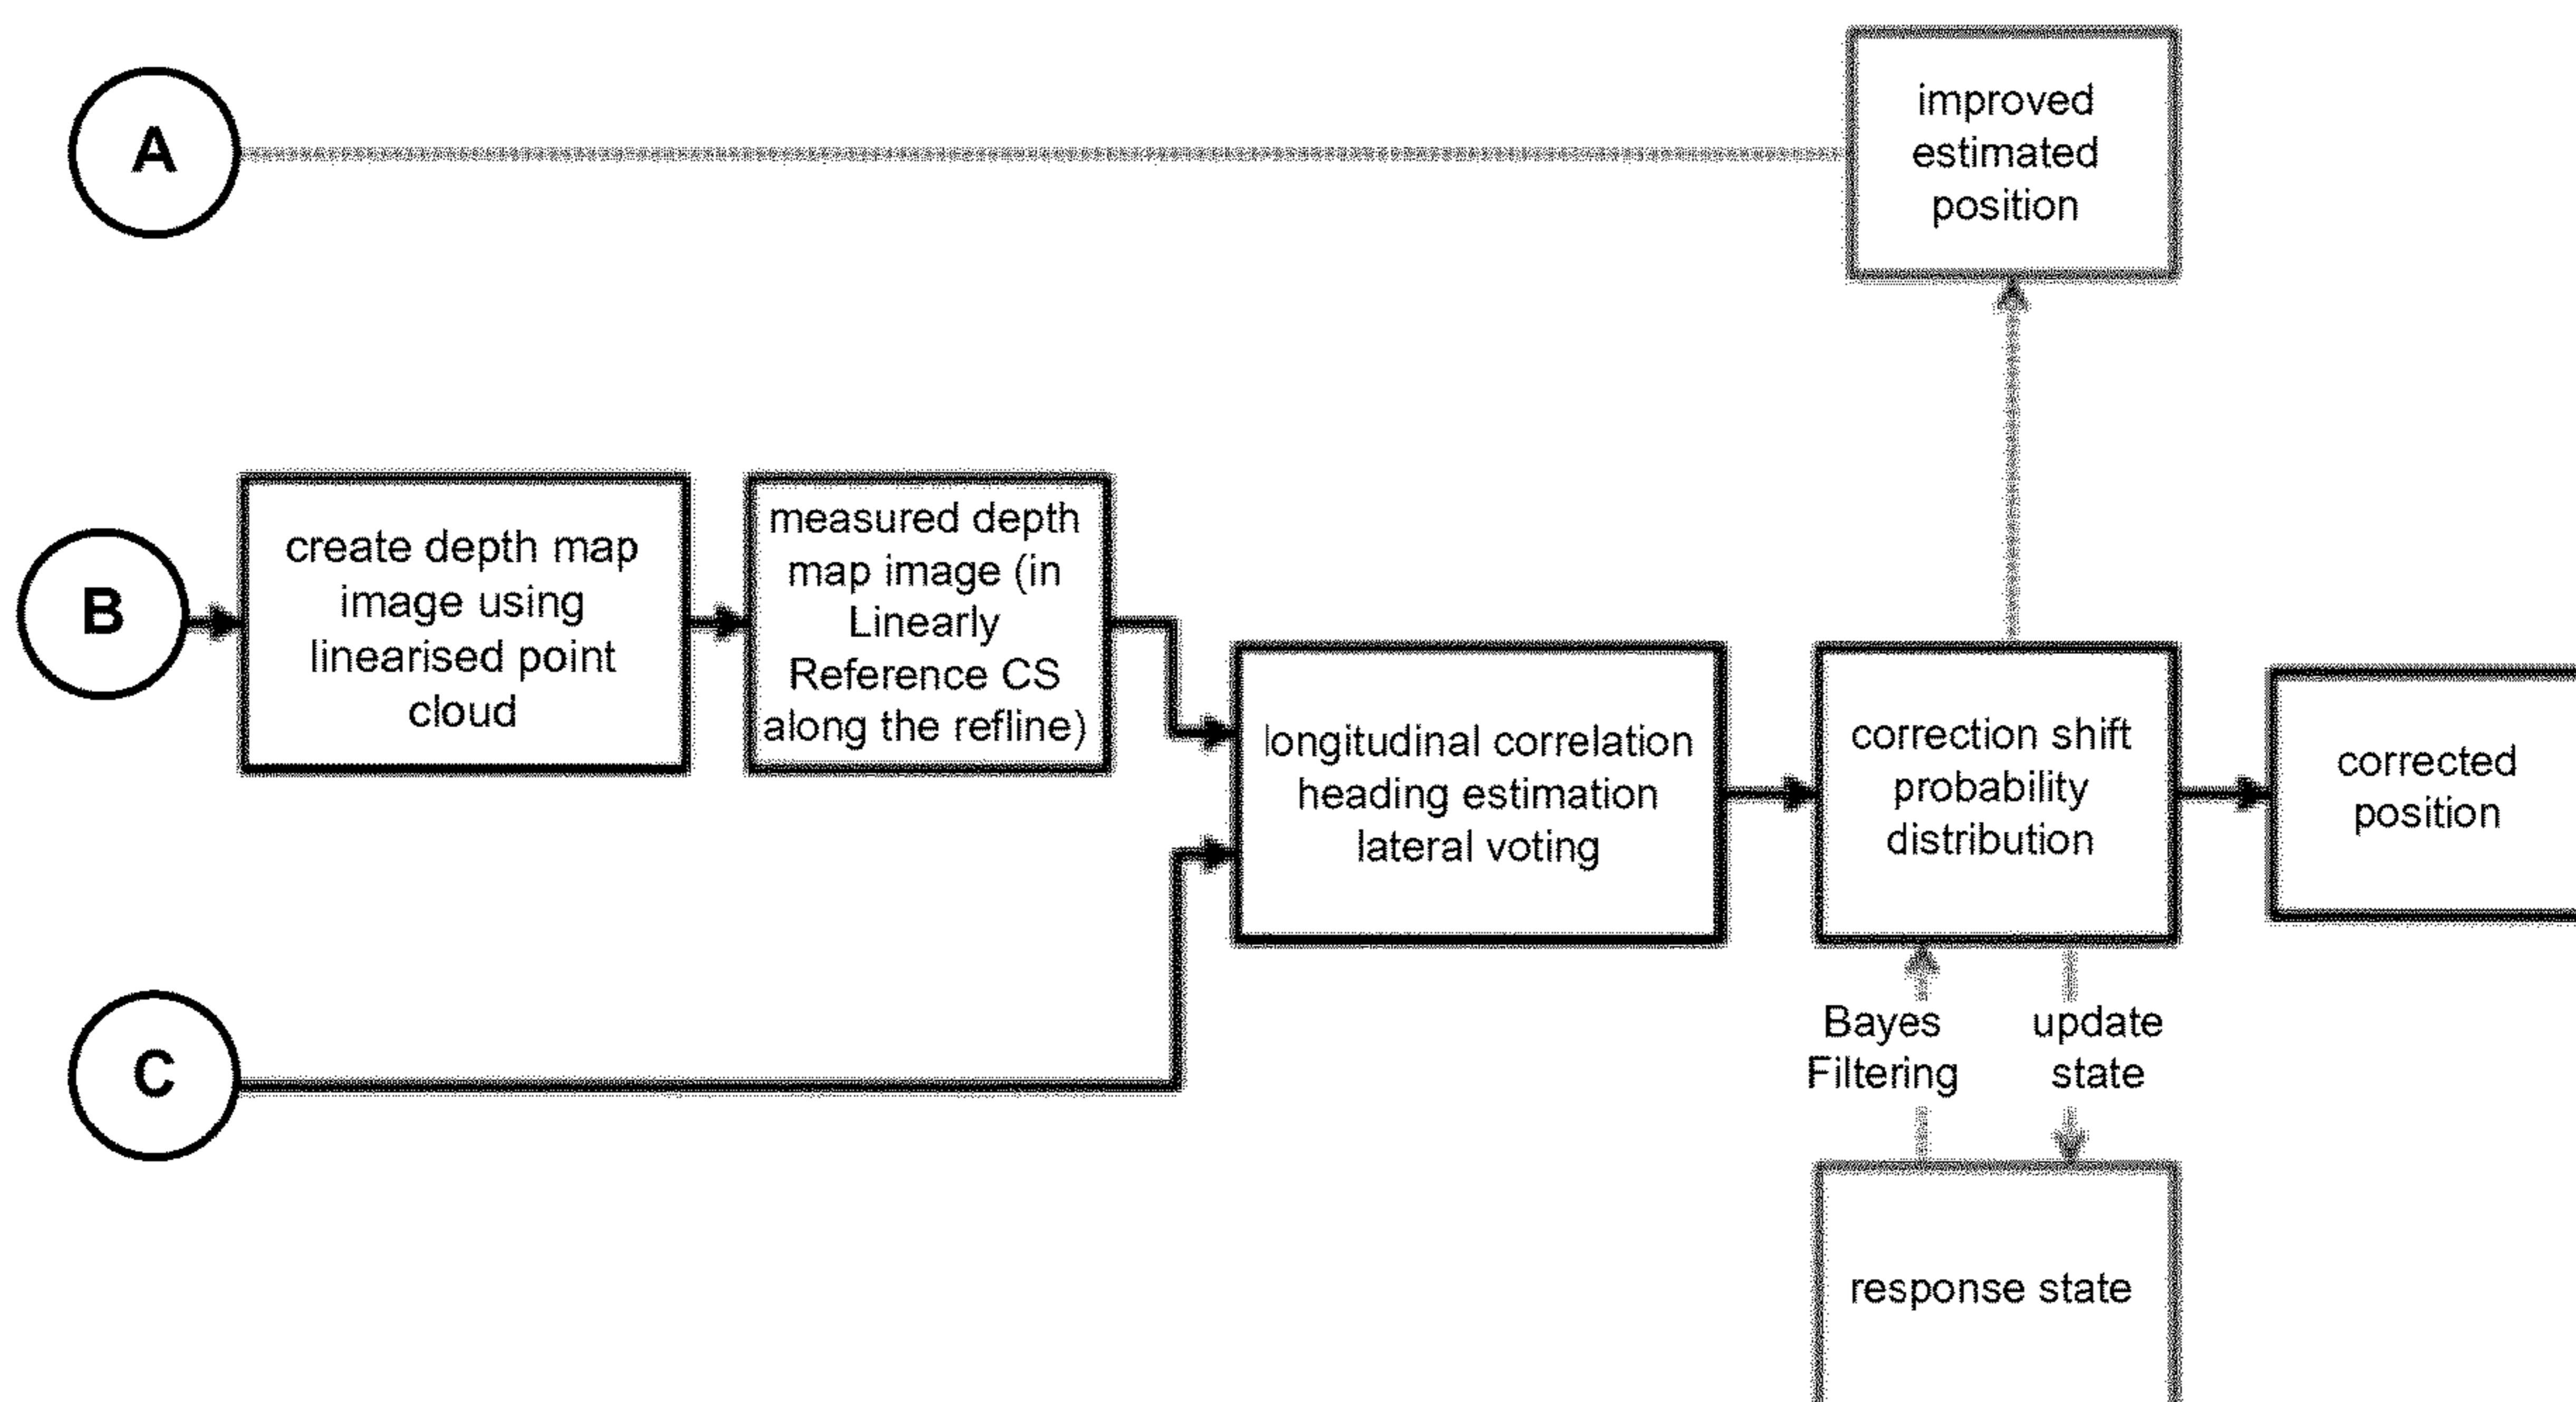 A
improved
estimated
position
B
create depth map
image using
linearised point
cloud
measured depth
map image (in
Linearly
Reference CS
along the refline)
longitudinal correlation
heading estimation
lateral voting
correction shift
probability
distribution
corrected
position
C
Bayes
Filtering
update
state
response state